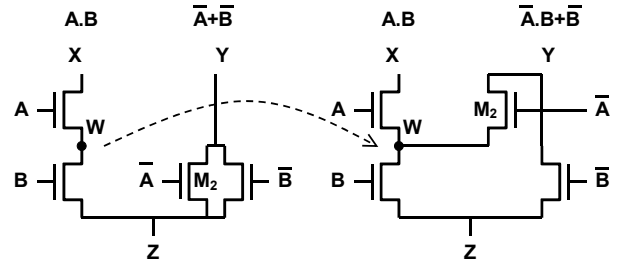 A.B A̅+B̅ A.B A̅.B+B̅
X Y X Y
A A M₂ A̅
W W
B A̅ M₂ B̅ B B̅
Z Z